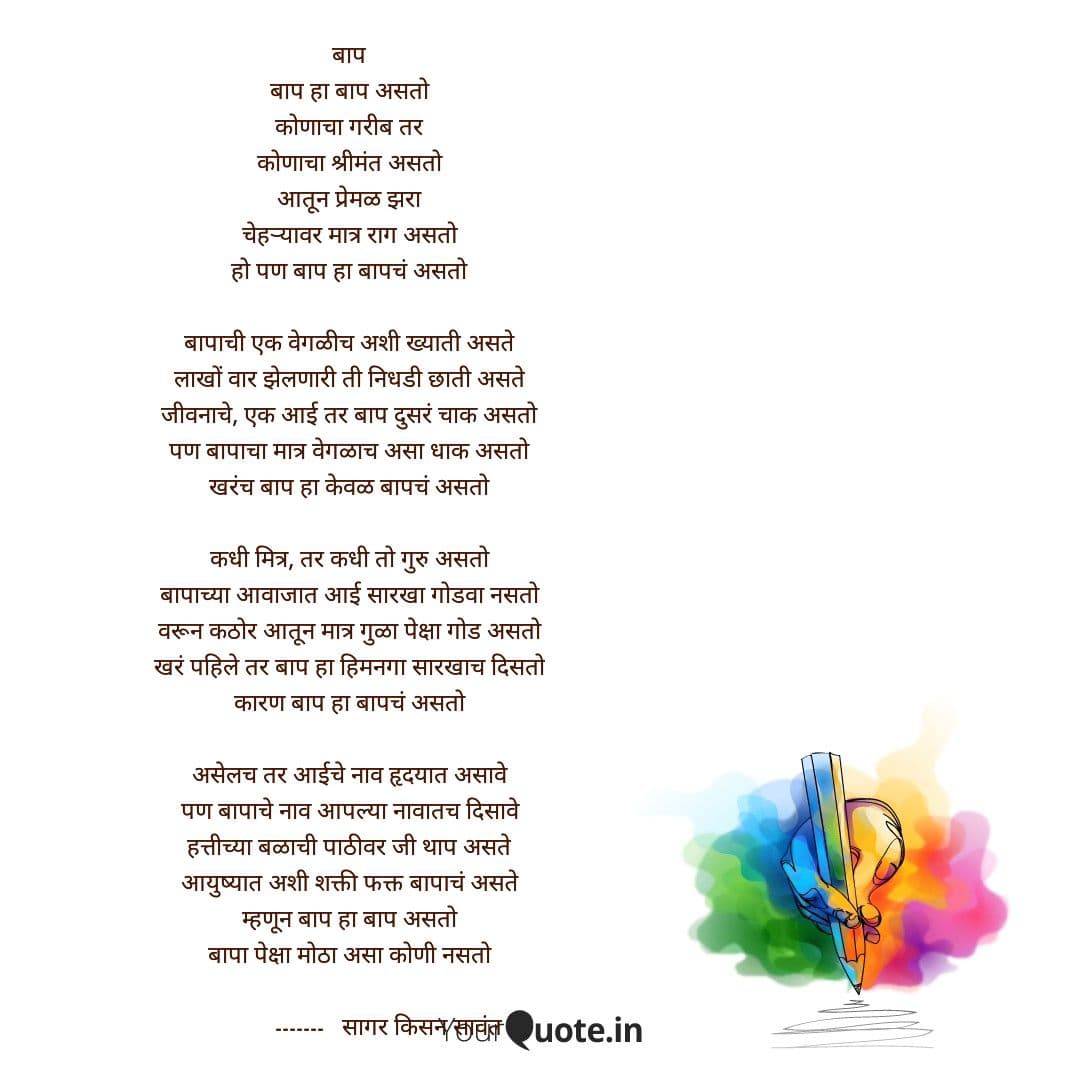 बाप
बाप हा बाप असतो
कोणाचा गरीब तर
कोणाचा श्रीमंत असतो
आतून प्रेमळ झरा
चेहऱ्यावर मात्र राग असतो
हो पण बाप हा बापचं असतो
बापाची एक वेगळीच अशी ख्याती असते
लाखों वार झेलणारी ती निधडी छाती असते
जीवनाचे, एक आई तर बाप दुसरं चाक असतो
पण बापाचा मात्र वेगळाच असा धाक असतो
खरंच बाप हा केवळ बापचं असतो
कधी मित्र, तर कधी तो गुरु असतो
बापाच्या आवाजात आई सारखा गोडवा नसतो
वरून कठोर आतून मात्र गुळा पेक्षा गोड असतो
खरं पहिले तर बाप हा हिमनगा सारखाच दिसतो
कारण बाप हा बापचं असतो
असेलच तर आईचे नाव हृदयात असावे
पण बापाचे नाव आपल्या नावातच दिसावे
हत्तीच्या बळाची पाठीवर जी थाप असते
आयुष्यात अशी शक्ती फक्त बापाचं असते
म्हणून बाप हा बाप असतो
बापा पेक्षा मोठा असा कोणी नसतो
------- सागर किसन सावंत
YourQuote.in